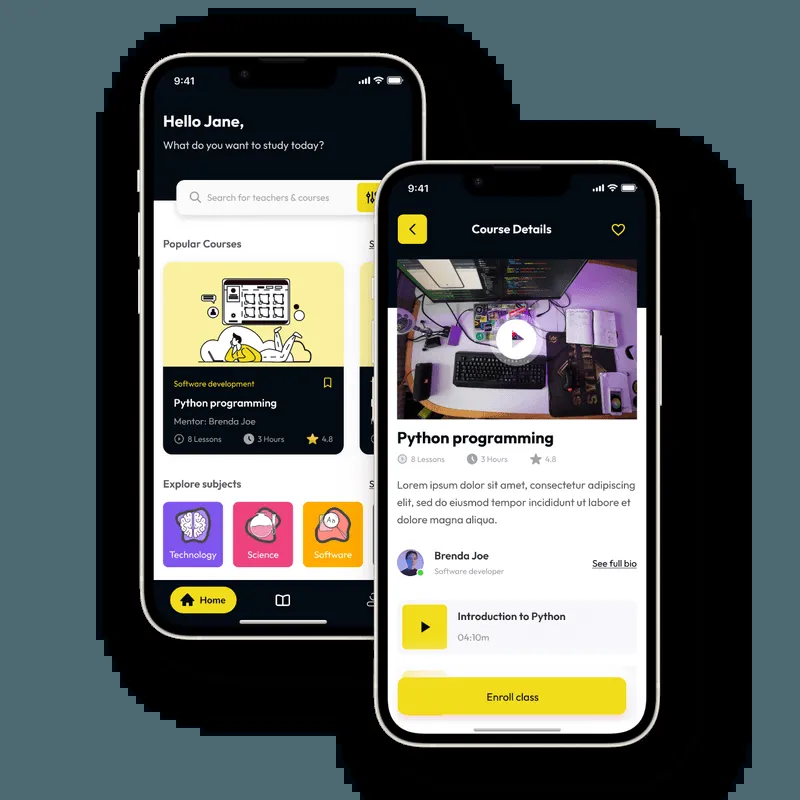 9:41
Hello Jane,
What do you want to study today?
Search for teachers & courses
Popular Courses
S
Software development
Python programming
Mentor: Brenda Joe
8 Lessons 3 Hours 4.8
Explore subjects
S
Technology Science Software
Home
9:41
Course Details
Python programming
8 Lessons 3 Hours 4.8
Lorem ipsum dolor sit amet, consectetur adipiscing
elit, sed do eiusmod tempor incididunt ut labore et
dolore magna aliqua.
Brenda Joe
Software developer
See full bio
Introduction to Python
04:10m
Enroll class